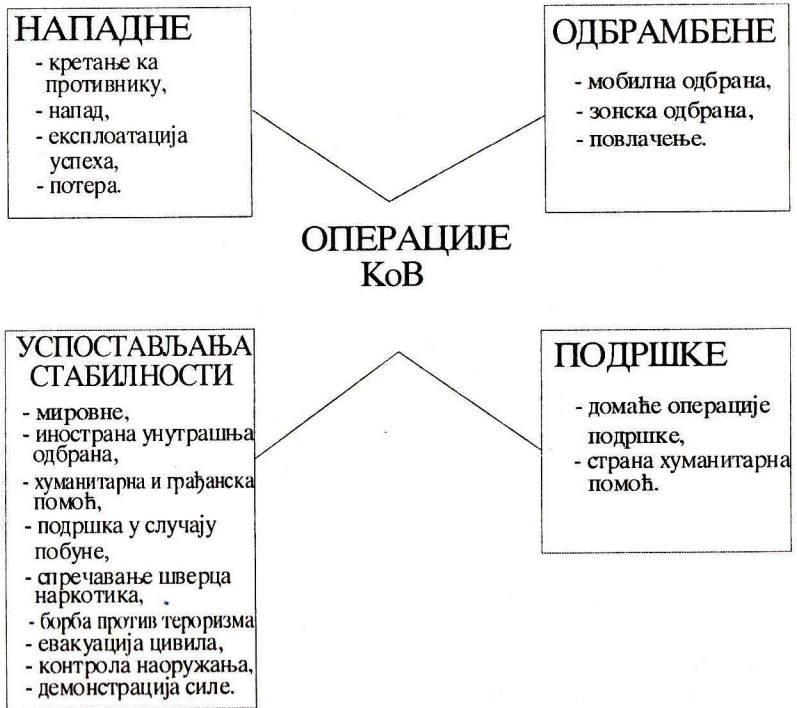 НАПАДНЕ
- кретање ка
противнику,
- напад,
- експлоатација
успеха,
- потера.
ОДБРАМБЕНЕ
- мобилна одбрана,
- зонска одбрана,
- повлачење.
ОПЕРАЦИЈЕ
КоВ
УСПОСТАВЉАЊА
СТАБИЛНОСТИ
- мировне,
- инострана унутрашња
одбрана,
- хуманитарна и грађанска
помоћ,
- подршка у случају
побуне,
- спречавање шверца
наркотика,
- борба против тероризма
- евакуација цивила,
- контрола наоружања,
- демонстрација силе.
ПОДРШКЕ
- домаће операције
подршке,
- страна хуманитарна
помоћ.